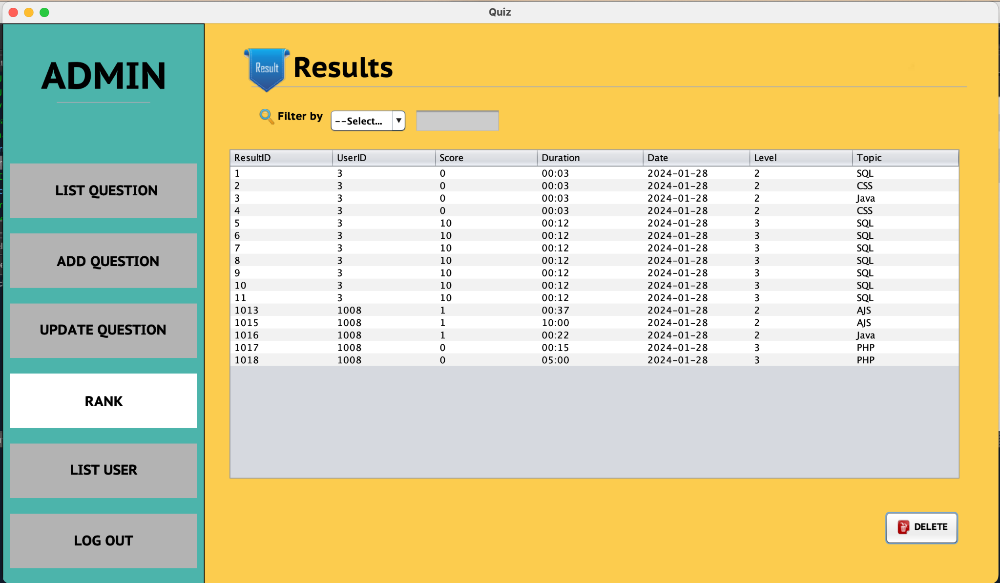 Quiz
ADMIN
LIST QUESTION
ADD QUESTION
UPDATE QUESTION
RANK
LIST USER
LOG OUT
Result Results
Filter by --Select...
ResultID UserID Score Duration Date Level Topic
1 3 0 00:03 2024-01-28 2 SQL
2 3 0 00:03 2024-01-28 2 CSS
3 3 0 00:03 2024-01-28 2 Java
4 3 0 00:03 2024-01-28 2 CSS
5 3 10 00:12 2024-01-28 3 SQL
6 3 10 00:12 2024-01-28 3 SQL
7 3 10 00:12 2024-01-28 3 SQL
8 3 10 00:12 2024-01-28 3 SQL
9 3 10 00:12 2024-01-28 3 SQL
10 3 10 00:12 2024-01-28 3 SQL
11 3 10 00:12 2024-01-28 3 SQL
1013 1008 1 00:37 2024-01-28 2 AJS
1015 1008 1 10:00 2024-01-28 2 AJS
1016 1008 1 00:22 2024-01-28 2 Java
1017 1008 0 00:15 2024-01-28 3 PHP
1018 1008 0 05:00 2024-01-28 3 PHP
DELETE